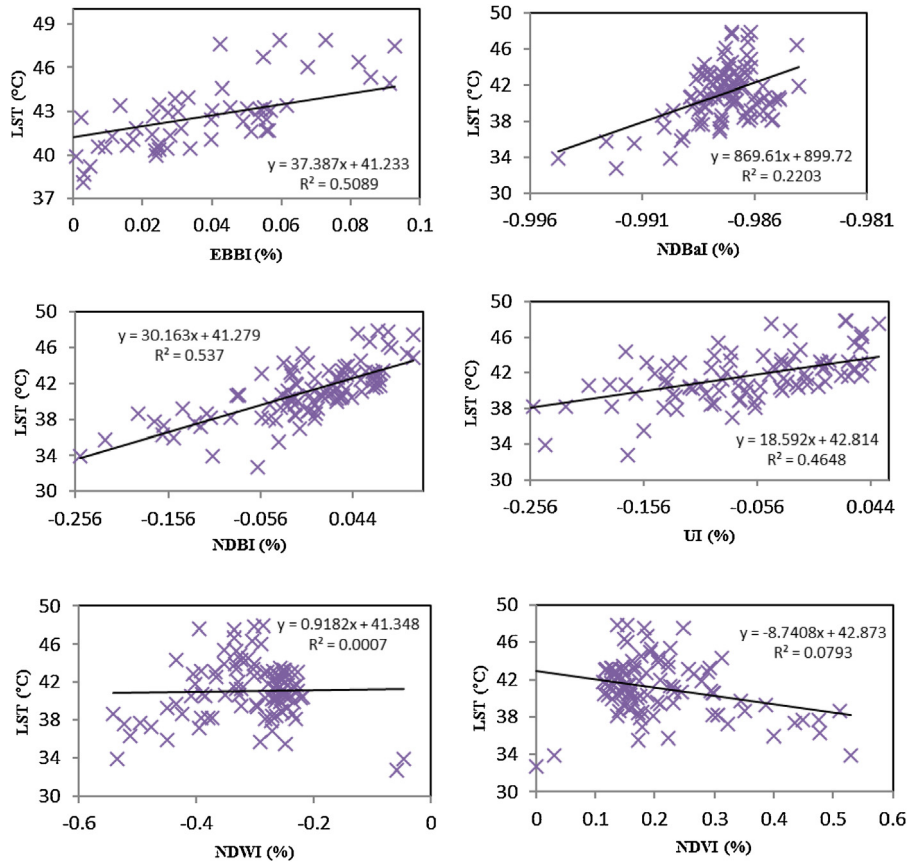 49
46
43
40
37
LST (°C)
y = 37.387x + 41.233
R² = 0.5089
0 0.02 0.04 0.06 0.08 0.1
EBBI (%)
50
46
42
38
34
30
LST (°C)
y = 869.61x + 899.72
R² = 0.2203
-0.996 -0.991 -0.986 -0.981
NDBaI (%)
50
46
42
38
34
30
LST (°C)
y = 30.163x + 41.279
R² = 0.537
-0.256 -0.156 -0.056 0.044
NDBI (%)
50
46
42
38
34
30
LST (°C)
y = 18.592x + 42.814
R² = 0.4648
-0.256 -0.156 -0.056 0.044
UI (%)
50
46
42
38
34
30
LST (°C)
y = 0.9182x + 41.348
R² = 0.0007
-0.6 -0.4 -0.2 0
NDWI (%)
50
46
42
38
34
30
LST (°C)
y = -8.7408x + 42.873
R² = 0.0793
0 0.1 0.2 0.3 0.4 0.5 0.6
NDVI (%)